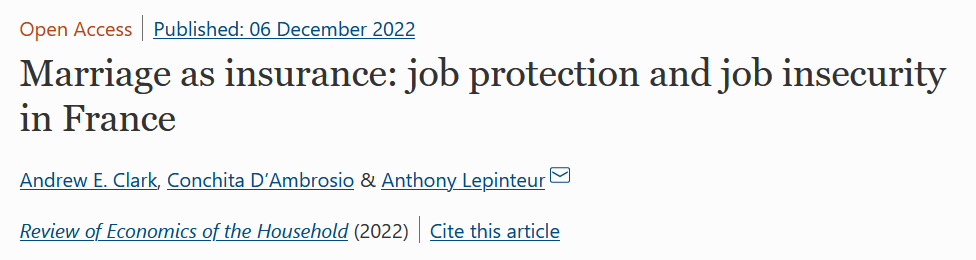 Open Access | Published: 06 December 2022
Marriage as insurance: job protection and job insecurity
in France
Andrew E. Clark, Conchita D’Ambrosio & Anthony Lepinteur
Review of Economics of the Household (2022) | Cite this article